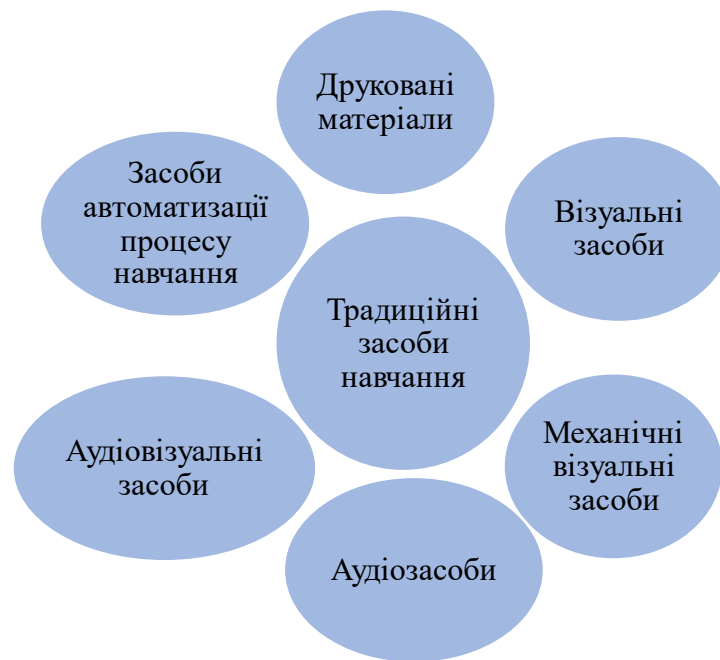 Друковані
матеріали
Засоби
автоматизації
процесу
навчання
Візуальні
засоби
Традиційні
засоби
навчання
Аудіовізуальні
засоби
Механічні
візуальні
засоби
Аудіозасоби